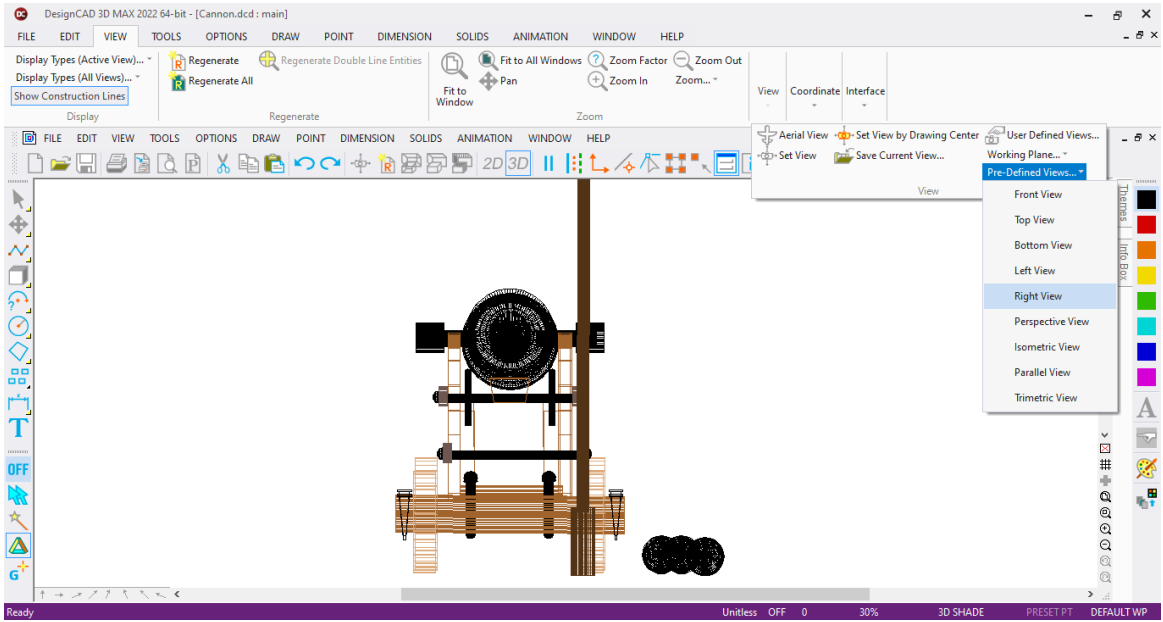 DC DesignCAD 3D MAX 2022 64-bit - [Cannon.dcd : main]
FILE EDIT VIEW TOOLS OPTIONS DRAW POINT DIMENSION SOLIDS ANIMATION WINDOW HELP
Display Types (Active View)...
Display Types (All Views)...
Show Construction Lines
Display
Regenerate
Regenerate Double Line Entities
Regenerate All
Regenerate
Fit to Window
Fit to All Windows
Zoom Factor
Zoom Out
Pan
Zoom In
Zoom...
Zoom
View
Coordinate
Interface
FILE EDIT VIEW TOOLS OPTIONS DRAW POINT DIMENSION SOLIDS ANIMATION WINDOW HELP
2D 3D
Aerial View
Set View by Drawing Center
User Defined Views...
Set View
Save Current View...
Working Plane...
Pre-Defined Views...
View
Front View
Top View
Bottom View
Left View
Right View
Perspective View
Isometric View
Parallel View
Trimetric View
Themes
Info Box
T
OFF
G
A
Ready Unitless OFF 0 30% 3D SHADE PRESET PT DEFAULT WP